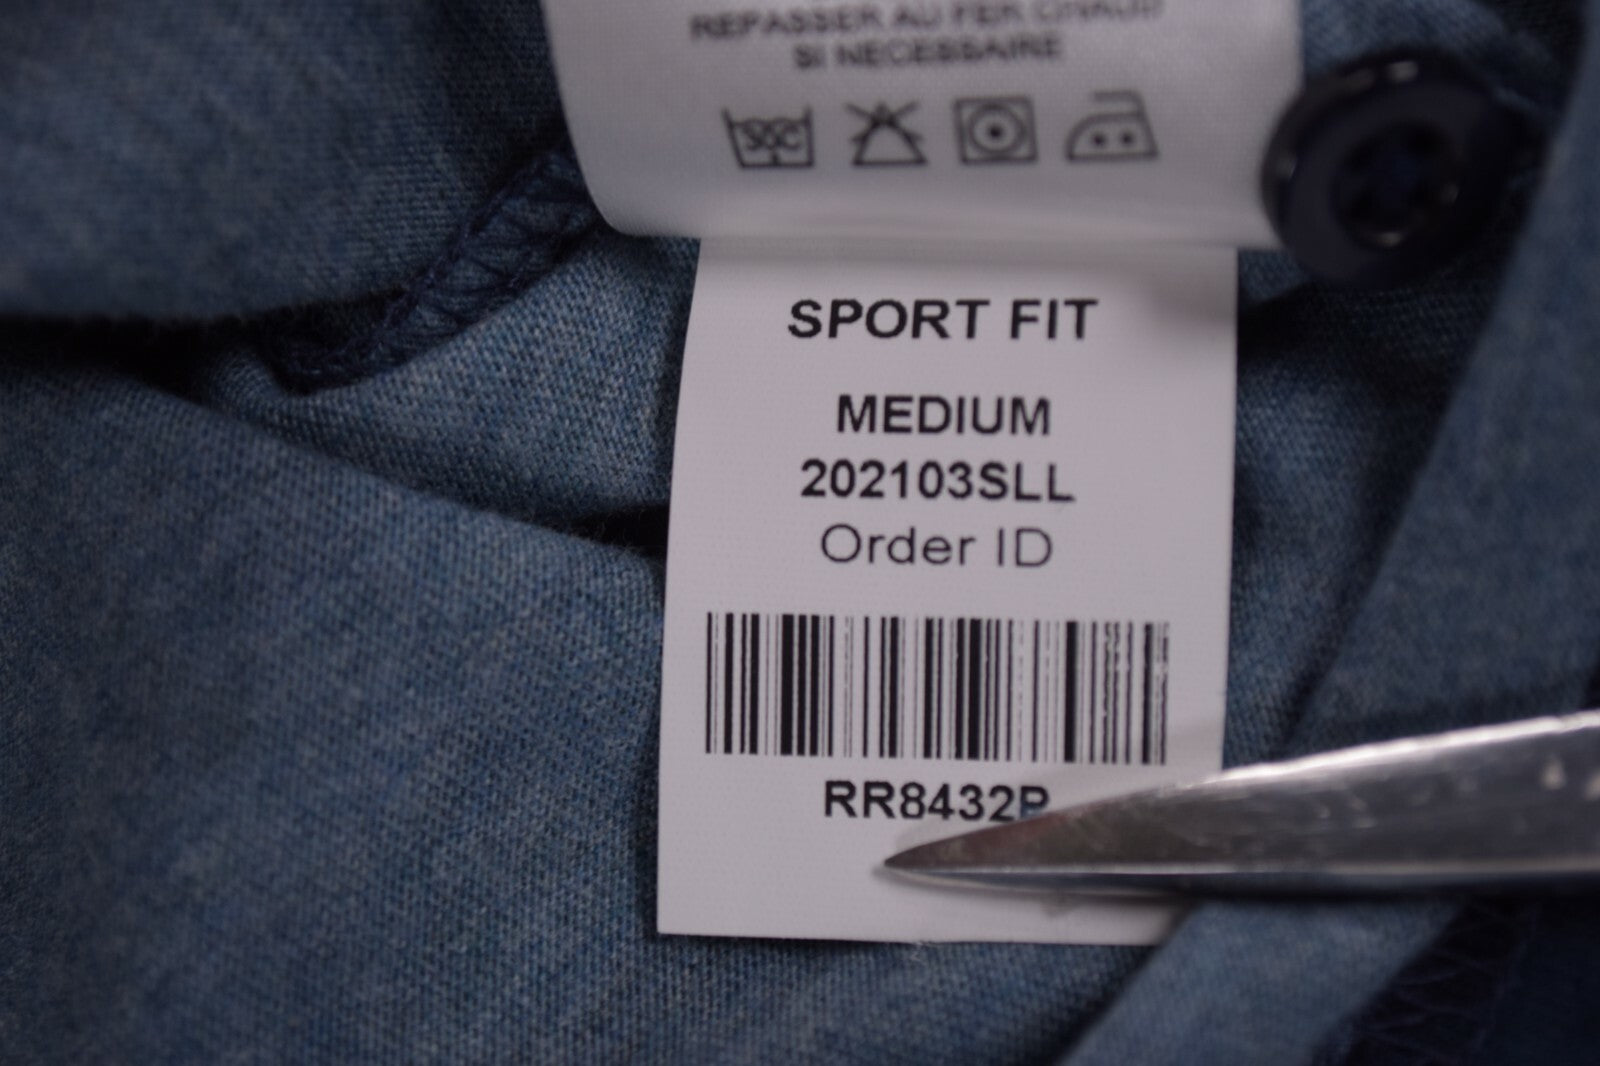 REPASSER AU FER CHAUD
SI NECESSAIRE
SPORT FIT
MEDIUM
202103SLL
Order ID
RR8432P